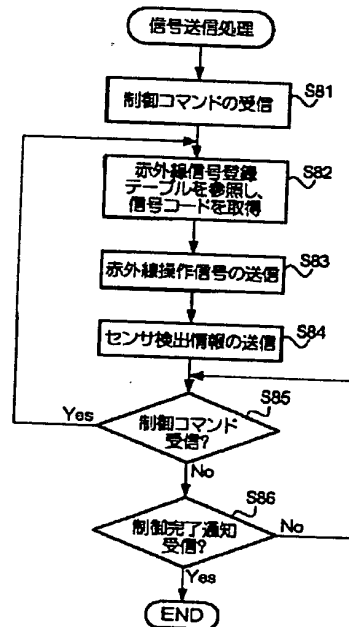 信号送信処理
制御コマンドの受信
S81
赤外線信号登録
テーブルを参照し、
信号コードを取得
S82
赤外線操作信号の送信
S83
センサ検出情報の送信
S84
制御コマンド
受信?
S85
Yes
No
制御完了通知
受信?
S86
No
Yes
END